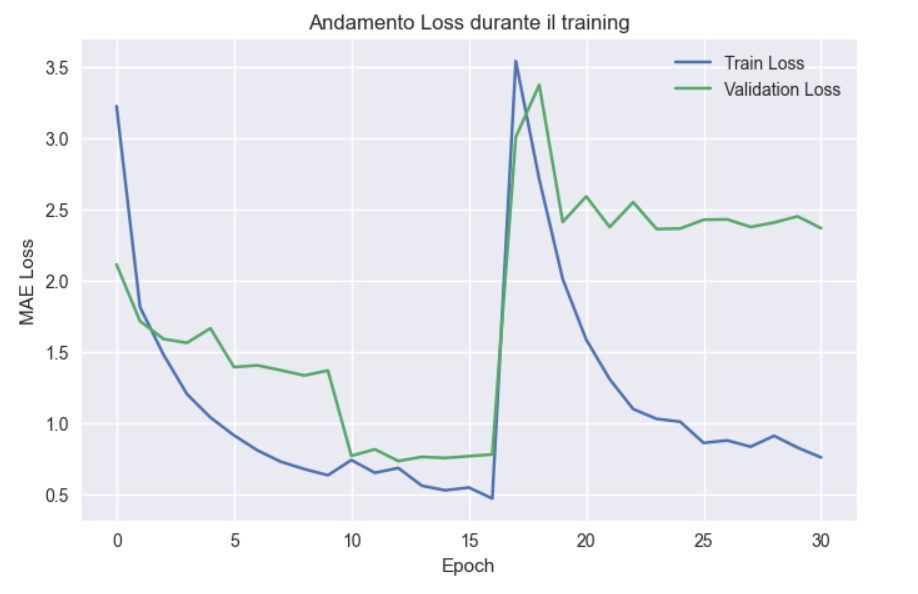 Andamento Loss durante il training
Train Loss
Validation Loss
3.5
3.0
2.5
2.0
1.5
1.0
0.5
MAE Loss
0 5 10 15 20 25 30
Epoch